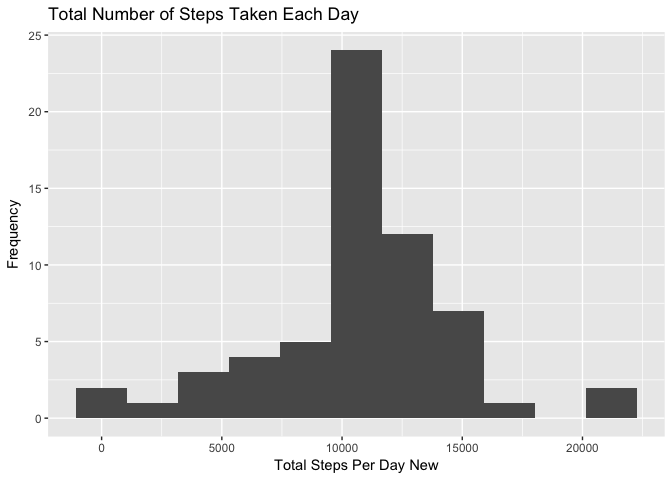 Total Number of Steps Taken Each Day
25
20
15
10
5
0
Frequency
0 5000 10000 15000 20000
Total Steps Per Day New